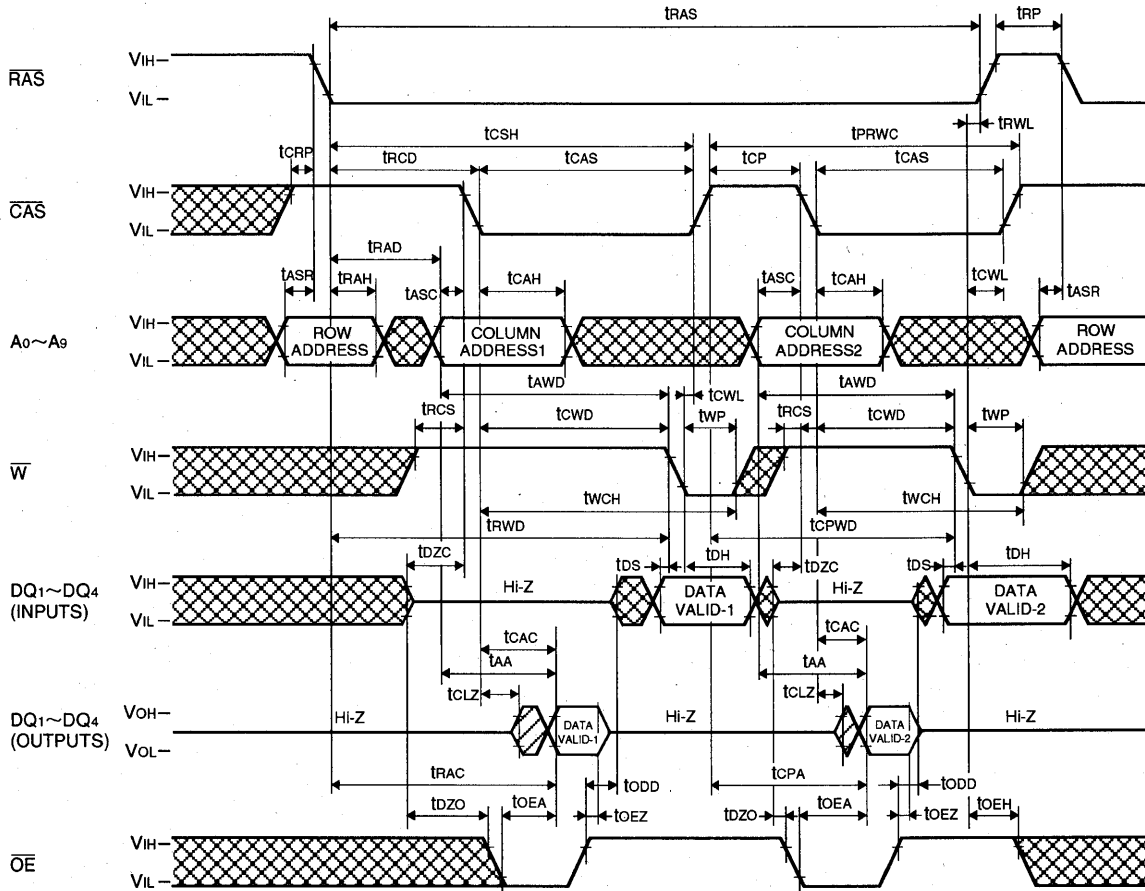 tRAS
tRP
VIH
RAS
VIL
tRWL
tCSH
tPRWC
tCRP
tRCD
tCAS
tCP
tCAS
VIH
CAS
VIL
tRAD
tASR
tRAH
tASC
tCAH
tASC
tCAH
tCWL
tASR
VIH
A0~A9
VIL
ROW ADDRESS
COLUMN ADDRESS1
COLUMN ADDRESS2
ROW ADDRESS
tAWD
tCWL
tAWD
tRCS
tCWD
tWP
tRCS
tCWD
tWP
VIH
W
VIL
tWCH
tWCH
tRWD
tCPWD
tDZC
tDS
tDH
tDZC
tDS
tDH
VIH
DQ1~DQ4
(INPUTS)
VIL
Hi-Z
DATA VALID-1
Hi-Z
DATA VALID-2
tCAC
tCAC
tAA
tAA
tCLZ
tCLZ
VOH
DQ1~DQ4
(OUTPUTS)
VOL
Hi-Z
DATA VALID-1
Hi-Z
DATA VALID-2
Hi-Z
tRAC
tODD
tCPA
tODD
tDZO
tOEA
tOEZ
tDZO
tOEA
tOEZ
tOEH
VIH
OE
VIL